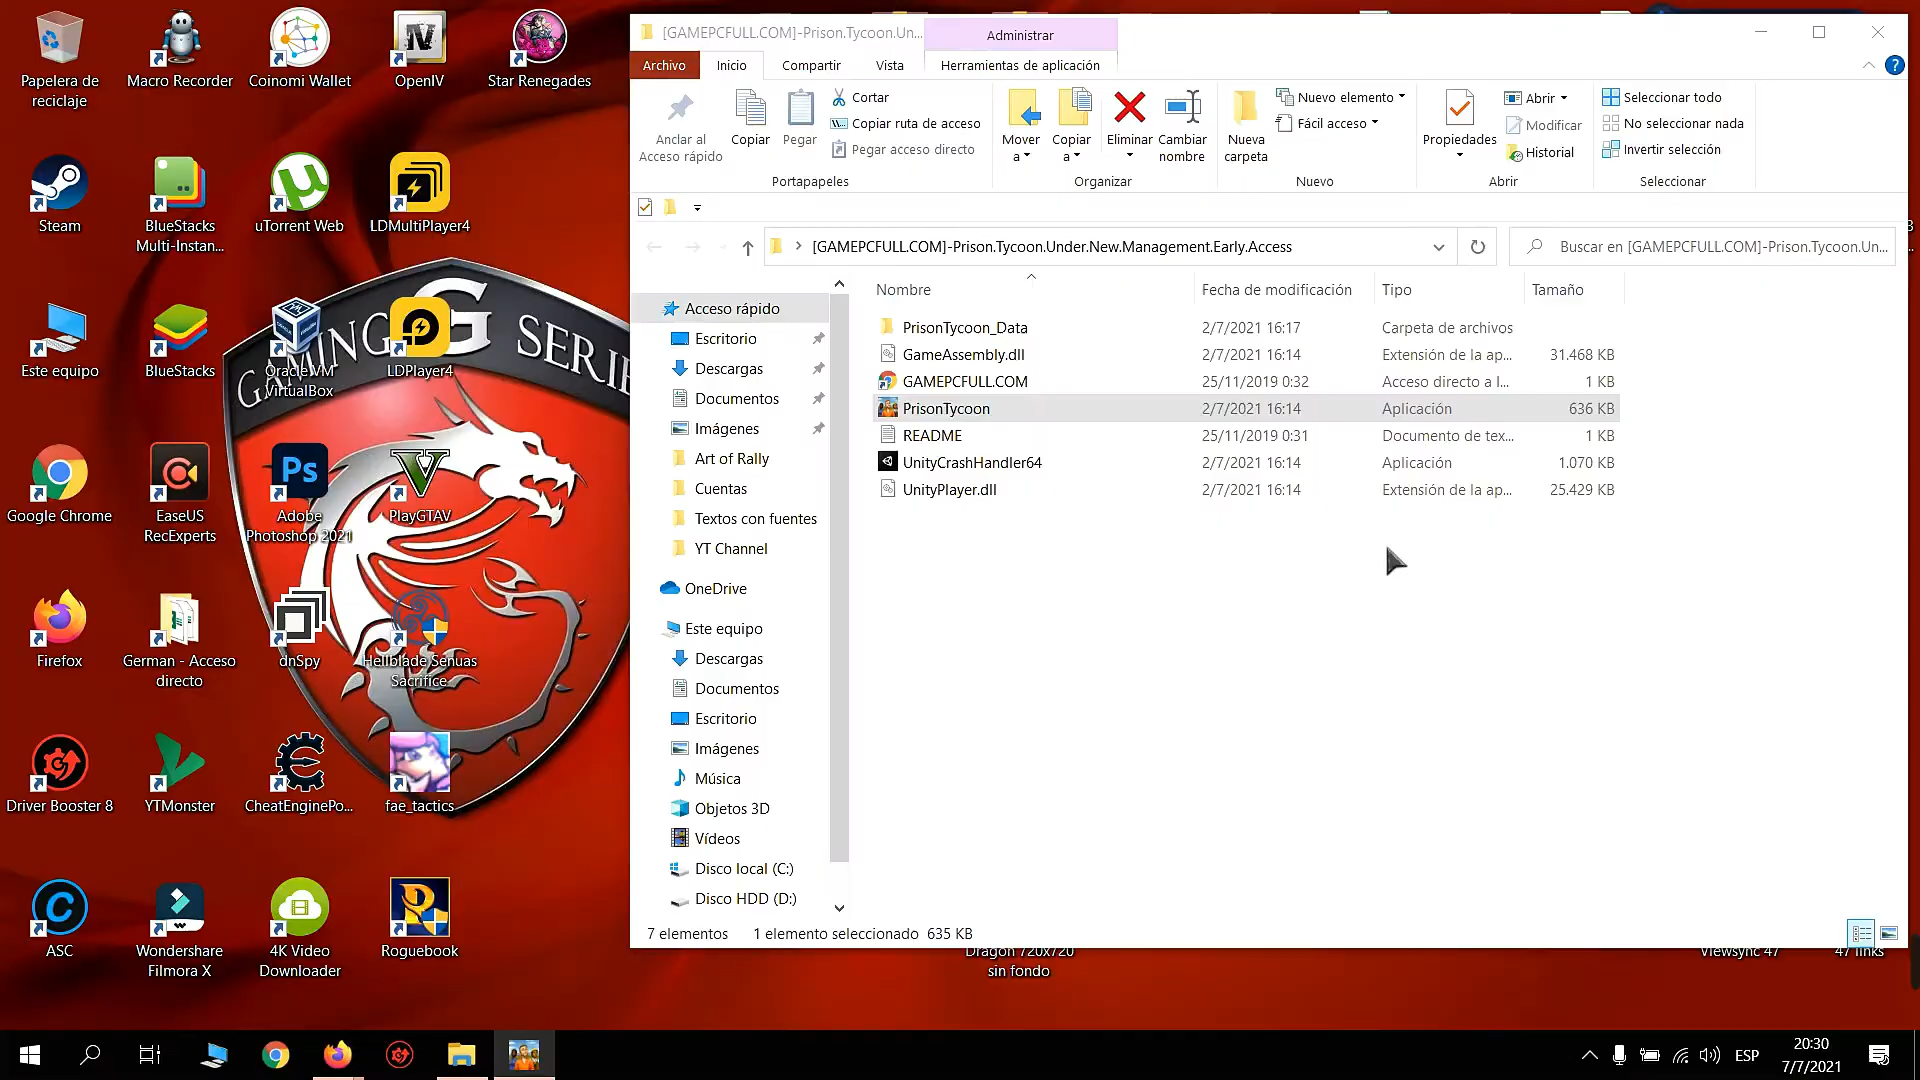 Papelera de
reciclaje
Macro Recorder
Coinomi Wallet
OpenIV
Star Renegades
Steam
BlueStacks
Multi-Instan...
uTorrent Web
LDMultiPlayer4
Este equipo
BlueStacks
Oracle VM
VirtualBox
LDPlayer4
GAMING G SERIE
Google Chrome
EaseUS
RecExperts
Adobe
Photoshop 2021
PlayGTAV
Firefox
German - Acceso
directo
dnSpy
Hellblade Senuas
Sacrifice
Driver Booster 8
YTMonster
CheatEnginePo...
fae_tactics
ASC
Wondershare
Filmora X
4K Video
Downloader
Roguebook
[GAMEPCFULL.COM]-Prison.Tycoon.Un...
Administrar
Archivo
Inicio
Compartir
Vista
Herramientas de aplicación
Anclar al
Acceso rápido
Copiar
Pegar
Cortar
Copiar ruta de acceso
Pegar acceso directo
Portapapeles
Mover
a
Copiar
a
Eliminar
Cambiar
nombre
Organizar
Nueva
carpeta
Nuevo elemento
Fácil acceso
Nuevo
Propiedades
Abrir
Modificar
Historial
Abrir
Seleccionar todo
No seleccionar nada
Invertir selección
Seleccionar
[GAMEPCFULL.COM]-Prison.Tycoon.Under.New.Management.Early.Access
Buscar en [GAMEPCFULL.COM]-Prison.Tycoon.Un...
Acceso rápido
Escritorio
Descargas
Documentos
Imágenes
Art of Rally
Cuentas
Textos con fuentes
YT Channel
OneDrive
Este equipo
Descargas
Documentos
Escritorio
Imágenes
Música
Objetos 3D
Vídeos
Disco local (C:)
Disco HDD (D:)
Nombre Fecha de modificación Tipo Tamaño
PrisonTycoon_Data 2/7/2021 16:17 Carpeta de archivos
GameAssembly.dll 2/7/2021 16:14 Extensión de la ap... 31.468 KB
GAMEPCFULL.COM 25/11/2019 0:32 Acceso directo a I... 1 KB
PrisonTycoon 2/7/2021 16:14 Aplicación 636 KB
README 25/11/2019 0:31 Documento de tex... 1 KB
UnityCrashHandler64 2/7/2021 16:14 Aplicación 1.070 KB
UnityPlayer.dll 2/7/2021 16:14 Extensión de la ap... 25.429 KB
7 elementos 1 elemento seleccionado 635 KB
Dragon 720x720
sin fondo
Viewsync 47
47 links
ESP
20:30
7/7/2021